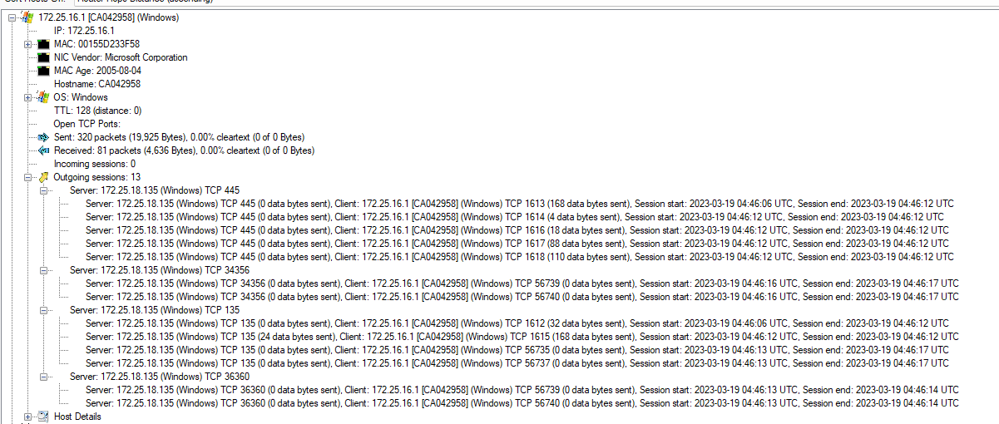 172.25.16.1 [CA042958] (Windows)
IP: 172.25.16.1
MAC: 00155D233F58
NIC Vendor: Microsoft Corporation
MAC Age: 2005-08-04
Hostname: CA042958
OS: Windows
TTL: 128 (distance: 0)
Open TCP Ports:
Sent: 320 packets (19,925 Bytes), 0.00% cleartext (0 of 0 Bytes)
Received: 81 packets (4,636 Bytes), 0.00% cleartext (0 of 0 Bytes)
Incoming sessions: 0
Outgoing sessions: 13
Server: 172.25.18.135 (Windows) TCP 445
Server: 172.25.18.135 (Windows) TCP 445 (0 data bytes sent), Client: 172.25.16.1 [CA042958] (Windows) TCP 1613 (168 data bytes sent), Session start: 2023-03-19 04:46:06 UTC, Session end: 2023-03-19 04:46:12 UTC
Server: 172.25.18.135 (Windows) TCP 445 (0 data bytes sent), Client: 172.25.16.1 [CA042958] (Windows) TCP 1614 (4 data bytes sent), Session start: 2023-03-19 04:46:12 UTC, Session end: 2023-03-19 04:46:12 UTC
Server: 172.25.18.135 (Windows) TCP 445 (0 data bytes sent), Client: 172.25.16.1 [CA042958] (Windows) TCP 1616 (18 data bytes sent), Session start: 2023-03-19 04:46:12 UTC, Session end: 2023-03-19 04:46:12 UTC
Server: 172.25.18.135 (Windows) TCP 445 (0 data bytes sent), Client: 172.25.16.1 [CA042958] (Windows) TCP 1617 (88 data bytes sent), Session start: 2023-03-19 04:46:12 UTC, Session end: 2023-03-19 04:46:12 UTC
Server: 172.25.18.135 (Windows) TCP 445 (0 data bytes sent), Client: 172.25.16.1 [CA042958] (Windows) TCP 1618 (110 data bytes sent), Session start: 2023-03-19 04:46:12 UTC, Session end: 2023-03-19 04:46:12 UTC
Server: 172.25.18.135 (Windows) TCP 34356
Server: 172.25.18.135 (Windows) TCP 34356 (0 data bytes sent), Client: 172.25.16.1 [CA042958] (Windows) TCP 56739 (0 data bytes sent), Session start: 2023-03-19 04:46:16 UTC, Session end: 2023-03-19 04:46:17 UTC
Server: 172.25.18.135 (Windows) TCP 34356 (0 data bytes sent), Client: 172.25.16.1 [CA042958] (Windows) TCP 56740 (0 data bytes sent), Session start: 2023-03-19 04:46:16 UTC, Session end: 2023-03-19 04:46:17 UTC
Server: 172.25.18.135 (Windows) TCP 135
Server: 172.25.18.135 (Windows) TCP 135 (0 data bytes sent), Client: 172.25.16.1 [CA042958] (Windows) TCP 1612 (32 data bytes sent), Session start: 2023-03-19 04:46:06 UTC, Session end: 2023-03-19 04:46:12 UTC
Server: 172.25.18.135 (Windows) TCP 135 (24 data bytes sent), Client: 172.25.16.1 [CA042958] (Windows) TCP 1615 (168 data bytes sent), Session start: 2023-03-19 04:46:12 UTC, Session end: 2023-03-19 04:46:12 UTC
Server: 172.25.18.135 (Windows) TCP 135 (0 data bytes sent), Client: 172.25.16.1 [CA042958] (Windows) TCP 56735 (0 data bytes sent), Session start: 2023-03-19 04:46:13 UTC, Session end: 2023-03-19 04:46:17 UTC
Server: 172.25.18.135 (Windows) TCP 135 (0 data bytes sent), Client: 172.25.16.1 [CA042958] (Windows) TCP 56737 (0 data bytes sent), Session start: 2023-03-19 04:46:13 UTC, Session end: 2023-03-19 04:46:17 UTC
Server: 172.25.18.135 (Windows) TCP 36360
Server: 172.25.18.135 (Windows) TCP 36360 (0 data bytes sent), Client: 172.25.16.1 [CA042958] (Windows) TCP 56739 (0 data bytes sent), Session start: 2023-03-19 04:46:13 UTC, Session end: 2023-03-19 04:46:14 UTC
Server: 172.25.18.135 (Windows) TCP 36360 (0 data bytes sent), Client: 172.25.16.1 [CA042958] (Windows) TCP 56740 (0 data bytes sent), Session start: 2023-03-19 04:46:13 UTC, Session end: 2023-03-19 04:46:14 UTC
Host Details